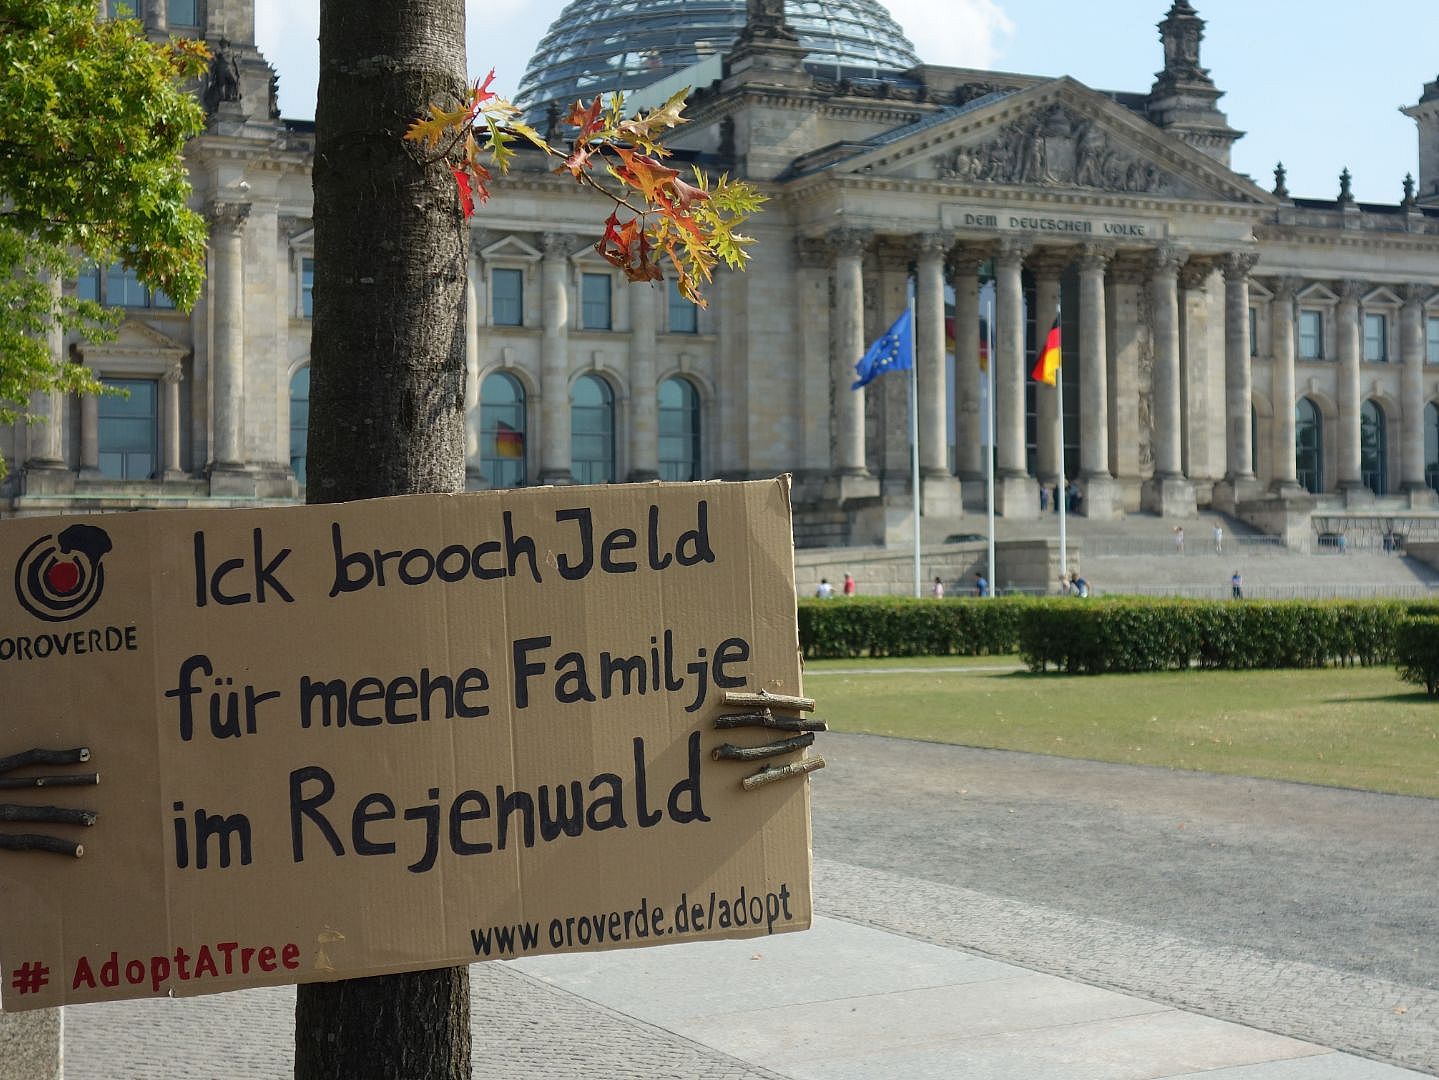 DEM DEUTSCHEN VOLKE
OROVERDE
Ick brooch Jeld
für meene Familje
im Rejenwald
# AdoptATree
www.oroverde.de/adopt